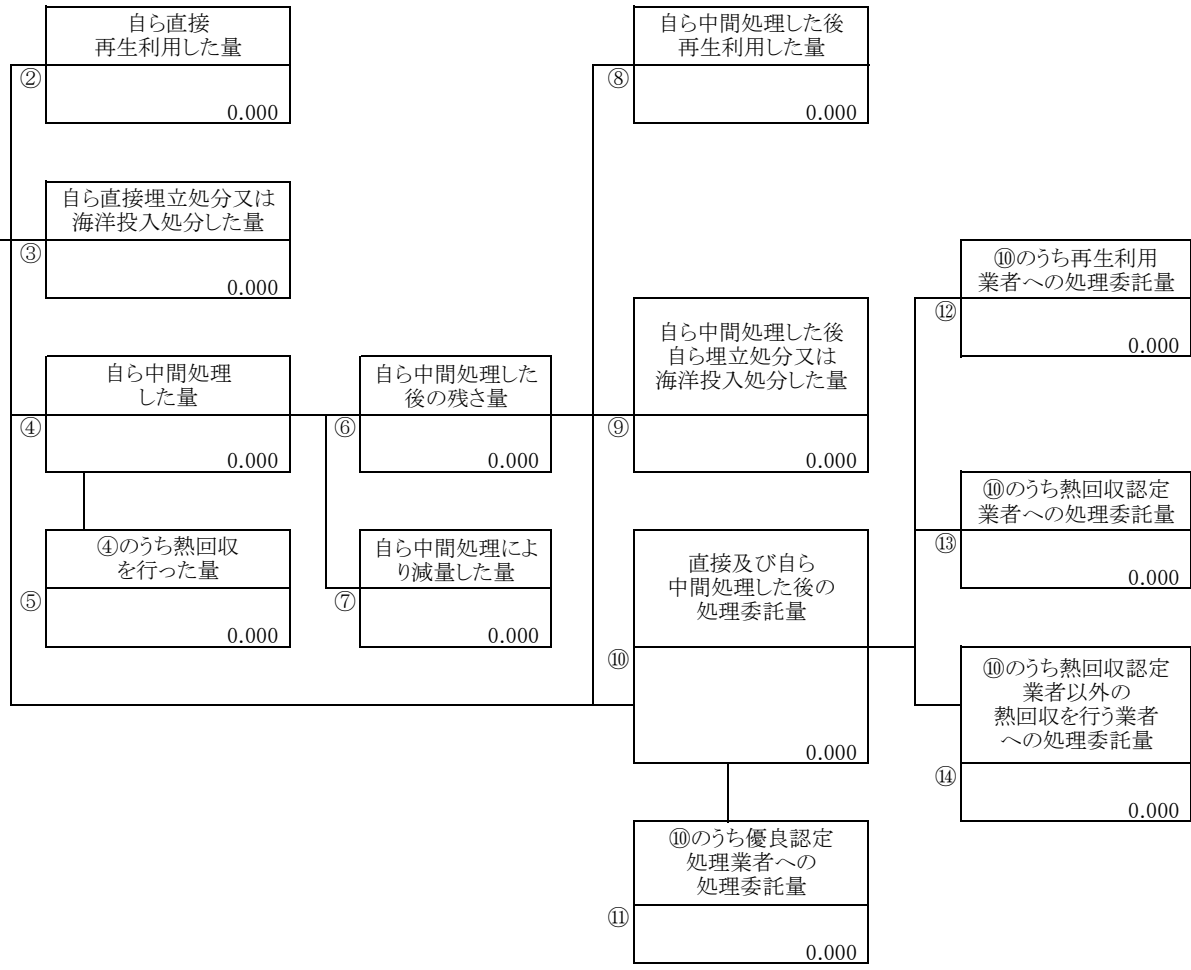 自ら直接
再生利用した量
②
0.000
自ら中間処理した後
再生利用した量
⑧
0.000
自ら直接埋立処分又は
海洋投入処分した量
③
0.000
⑩のうち再生利用
業者への処理委託量
⑫
0.000
自ら中間処理
した量
④
0.000
自ら中間処理した
後の残さ量
⑥
0.000
自ら中間処理した後
自ら埋立処分又は
海洋投入処分した量
⑨
0.000
⑩のうち熱回収認定
業者への処理委託量
⑬
0.000
④のうち熱回収
を行った量
⑤
0.000
自ら中間処理によ
り減量した量
⑦
0.000
直接及び自ら
中間処理した後の
処理委託量
⑩
0.000
⑩のうち熱回収認定
業者以外の
熱回収を行う業者
への処理委託量
⑭
0.000
⑩のうち優良認定
処理業者への
処理委託量
⑪
0.000